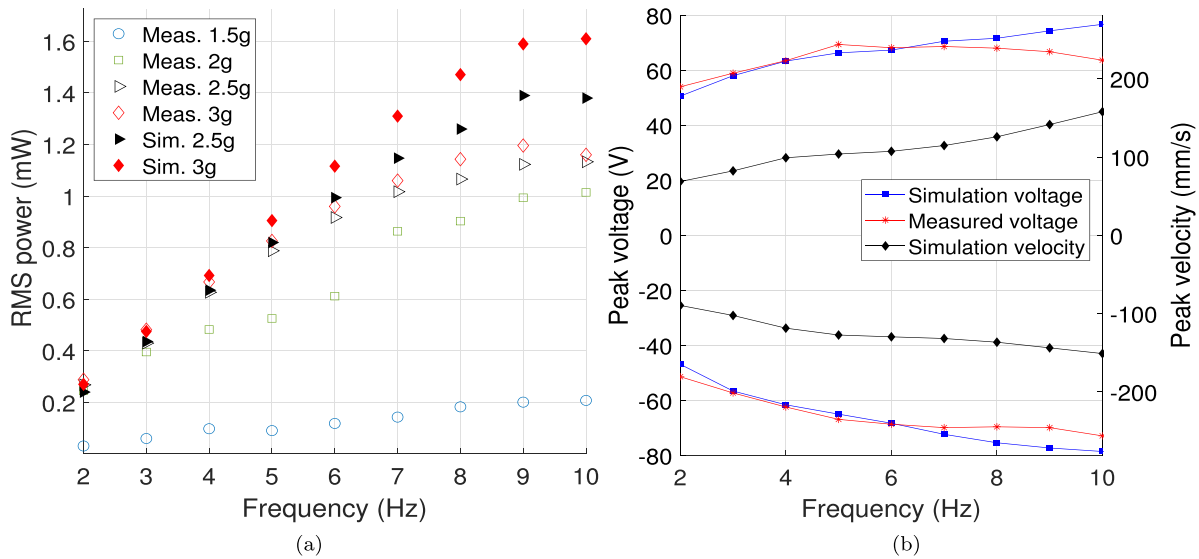 RMS power (mW)
1.6
1.4
1.2
1
0.8
0.6
0.4
0.2
2 3 4 5 6 7 8 9 10
Frequency (Hz)
Meas. 1.5g
Meas. 2g
Meas. 2.5g
Meas. 3g
Sim. 2.5g
Sim. 3g
(a)
Peak voltage (V)
80
60
40
20
0
-20
-40
-60
-80
2 4 6 8 10
Frequency (Hz)
Simulation voltage
Measured voltage
Simulation velocity
200
100
0
-100
-200
Peak velocity (mm/s)
(b)